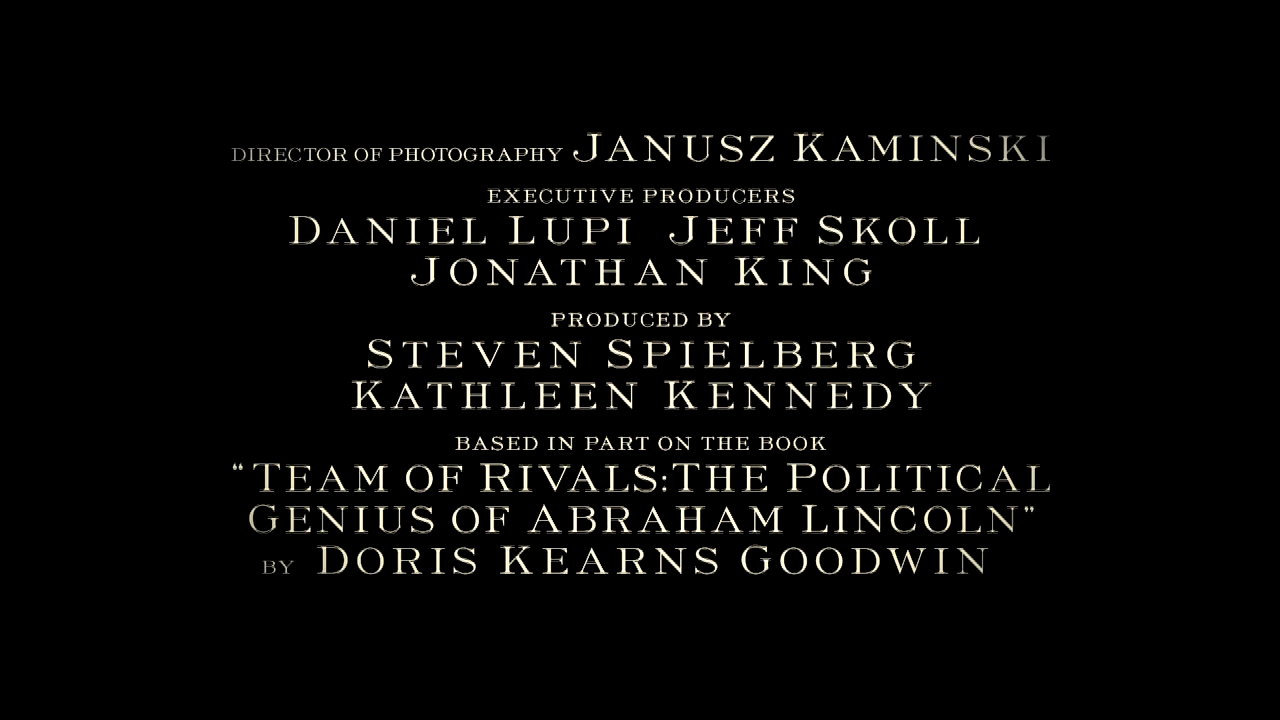 DIRECTOR OF PHOTOGRAPHY JANUSZ KAMINSKI
EXECUTIVE PRODUCERS
DANIEL LUPI JEFF SKOLL
JONATHAN KING
PRODUCED BY
STEVEN SPIELBERG
KATHLEEN KENNEDY
BASED IN PART ON THE BOOK
“TEAM OF RIVALS:THE POLITICAL
GENIUS OF ABRAHAM LINCOLN”
BY DORIS KEARNS GOODWIN